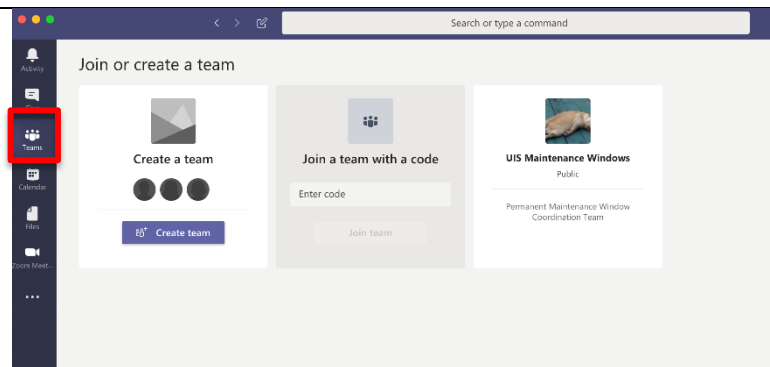 Search or type a command
Activity
Teams
Calendar
Files
Zoom Meet...
Join or create a team
Create a team
Create team
Join a team with a code
Enter code
Join team
UIS Maintenance Windows
Public
Permanent Maintenance Window
Coordination Team